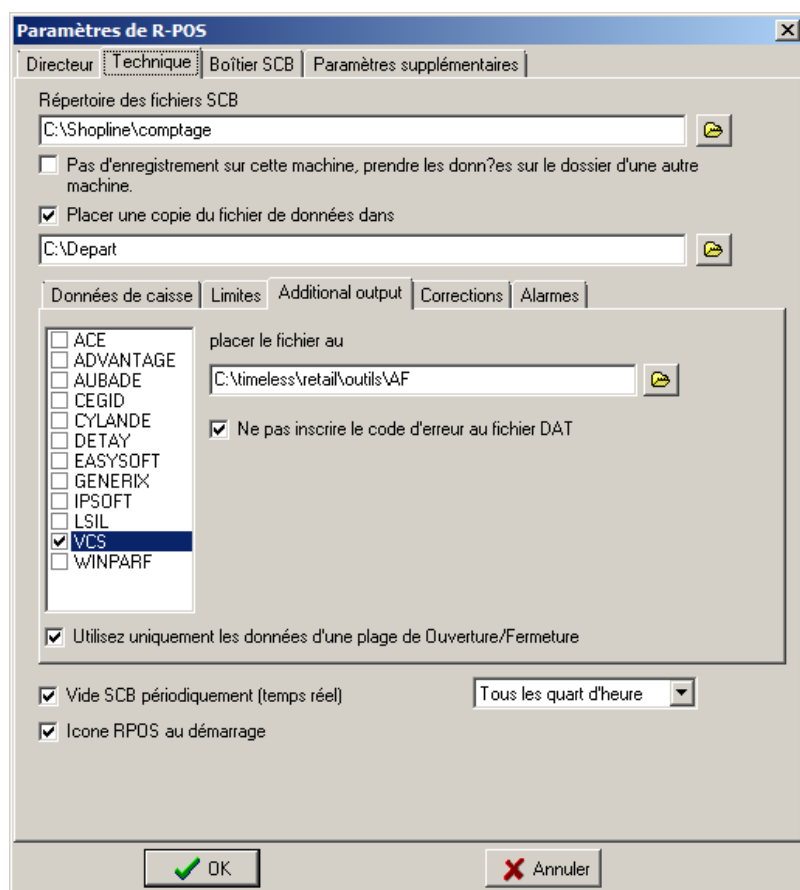 Paramètres de R-POS
Directeur Technique Boîtier SCB Paramètres supplémentaires
Répertoire des fichiers SCB
C:\Shopline\comptage
Pas d'enregistrement sur cette machine, prendre les donn?es sur le dossier d'une autre
machine.
Placer une copie du fichier de données dans
C:\Depart
Données de caisse Limites Additional output Corrections Alarmes
ACE
ADVANTAGE
AUBADE
CEGID
CYLANDE
DETAY
EASYSOFT
GENERIX
IPSOFT
LSIL
VCS
WINPARF
placer le fichier au
C:\timeless\retail\outils\AF
Ne pas inscrire le code d'erreur au fichier DAT
Utilisez uniquement les données d'une plage de Ouverture/Fermeture
Vide SCB périodiquement (temps réel) Tous les quart d'heure
Icone RPOS au démarrage
OK Annuler